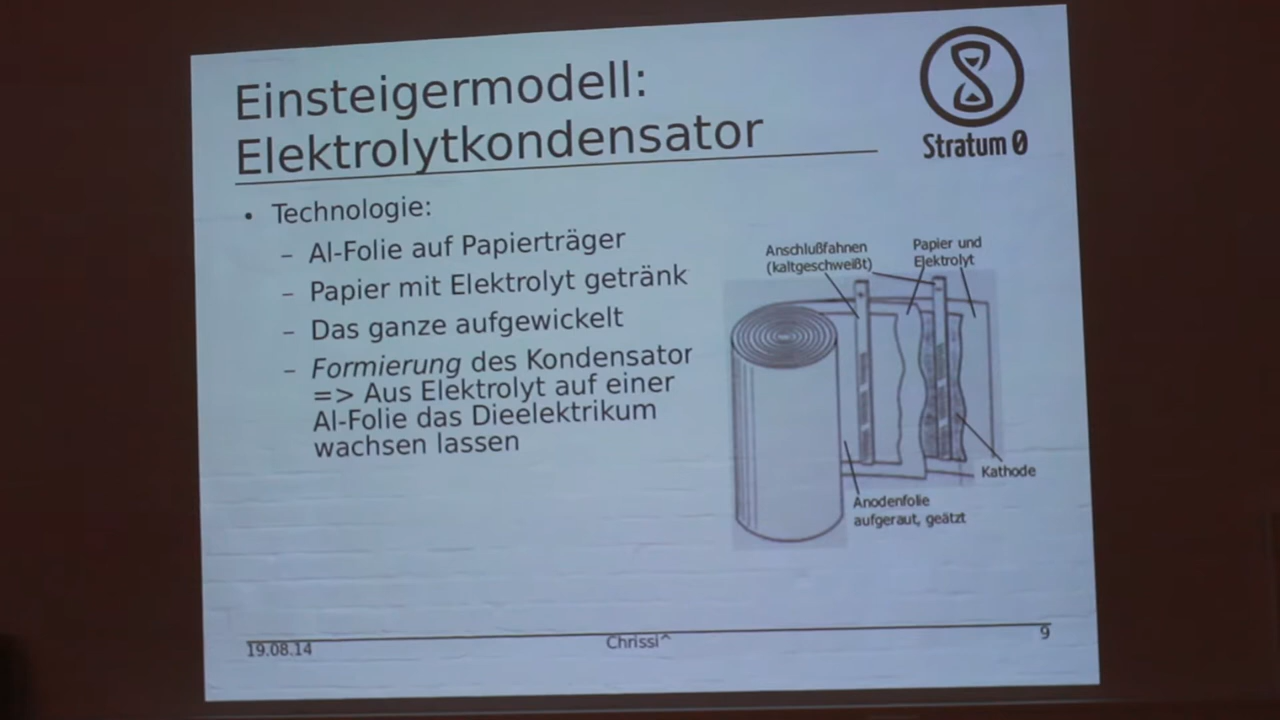 Einsteigermodell:
Elektrolytkondensator
Stratum 0
• Technologie:
– Al-Folie auf Papierträger
– Papier mit Elektrolyt getränk
– Das ganze aufgewickelt
– Formierung des Kondensator
=> Aus Elektrolyt auf einer
Al-Folie das Dieelektrikum
wachsen lassen
Anschlußfahnen
(kaltgeschweißt)
Papier und
Elektrolyt
Kathode
Anodenfolie
aufgeraut, geätzt
19.08.14
Chrissi^
9